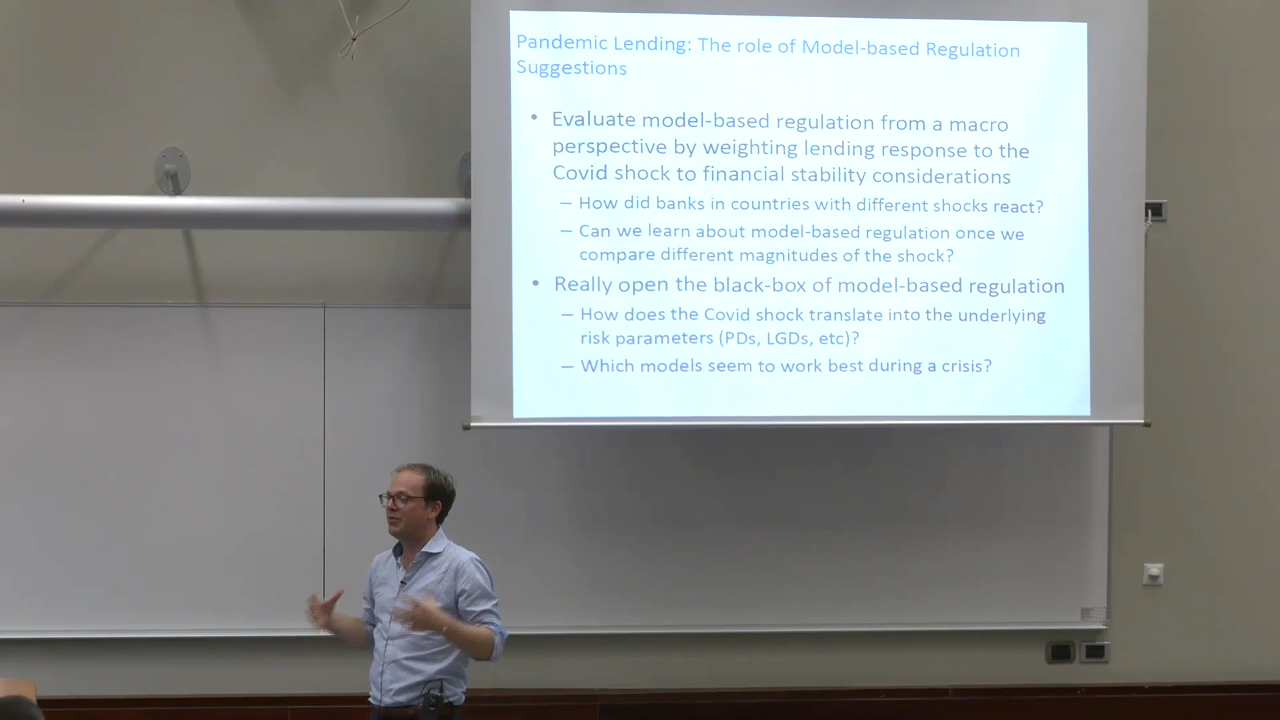 Pandemic Lending: The role of Model-based Regulation
Suggestions
• Evaluate model-based regulation from a macro
perspective by weighting lending response to the
Covid shock to financial stability considerations
– How did banks in countries with different shocks react?
– Can we learn about model-based regulation once we
compare different magnitudes of the shock?
• Really open the black-box of model-based regulation
– How does the Covid shock translate into the underlying
risk parameters (PDs, LGDs, etc)?
– Which models seem to work best during a crisis?